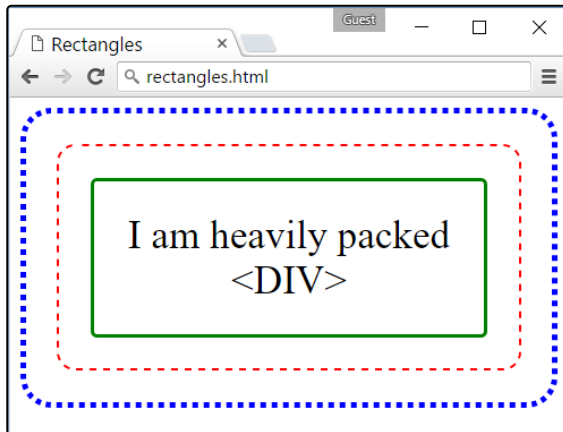 Guest
Rectangles
rectangles.html
I am heavily packed
<DIV>